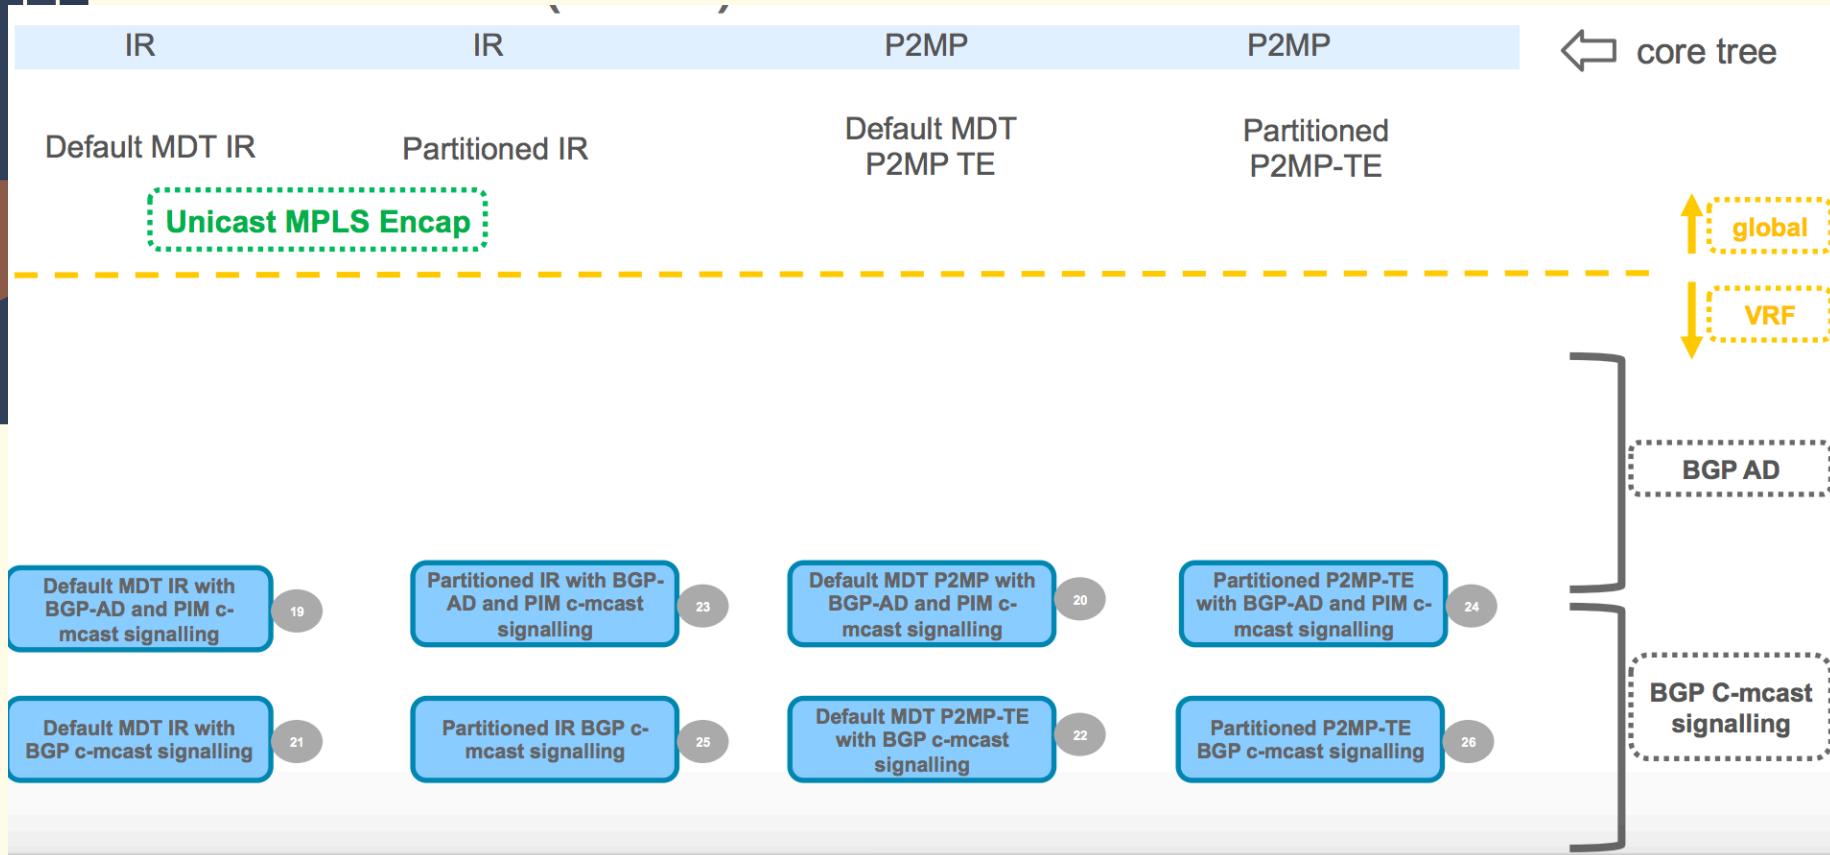 IR
IR
P2MP
P2MP
core tree
Default MDT IR
Partitioned IR
Default MDT
P2MP TE
Partitioned
P2MP-TE
Unicast MPLS Encap
global
VRF
BGP AD
Default MDT IR with
BGP-AD and PIM c-
mcast signalling
19
Partitioned IR with BGP-
AD and PIM c-mcast
signalling
23
Default MDT P2MP with
BGP-AD and PIM c-
mcast signalling
20
Partitioned P2MP-TE
with BGP-AD and PIM c-
mcast signalling
24
BGP C-mcast
signalling
Default MDT IR with
BGP c-mcast signalling
21
Partitioned IR BGP c-
mcast signalling
25
Default MDT P2MP-TE
with BGP c-mcast
signalling
22
Partitioned P2MP-TE
BGP c-mcast signalling
26